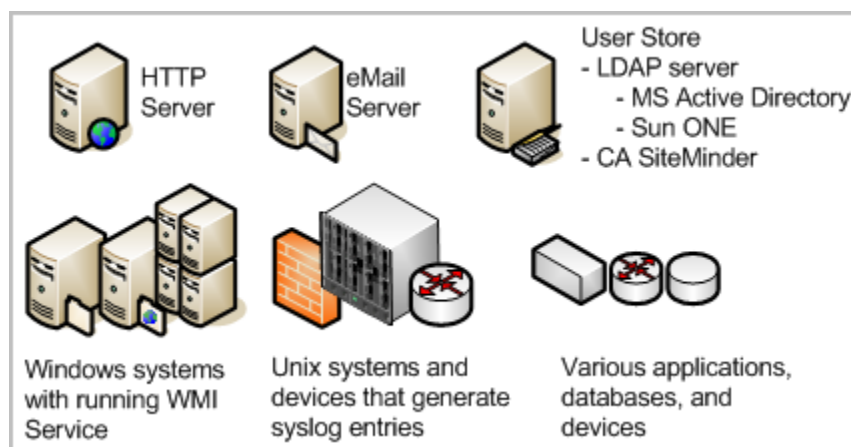 HTTP
Server
eMail
Server
User Store
- LDAP server
- MS Active Directory
- Sun ONE
- CA SiteMinder
Windows systems
with running WMI
Service
Unix systems and
devices that generate
syslog entries
Various applications,
databases, and
devices